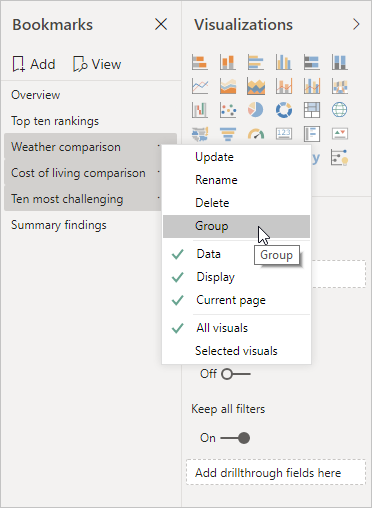 Bookmarks
Visualizations
Add
View
Overview
Top ten rankings
Weather comparison
Cost of living comparison
Ten most challenging
Summary findings
Update
Rename
Delete
Group
Data
Display
Current page
All visuals
Selected visuals
Group
123
Off
Keep all filters
On
Add drillthrough fields here